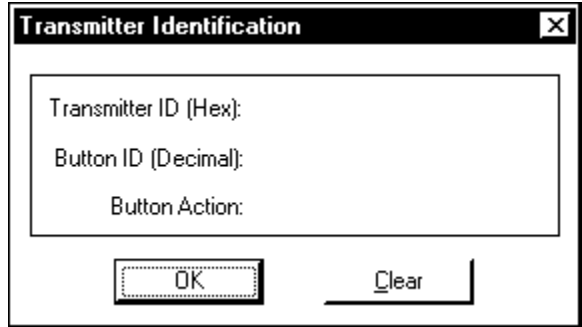 Transmitter Identification
Transmitter ID (Hex):
Button ID (Decimal):
Button Action:
OK
Clear